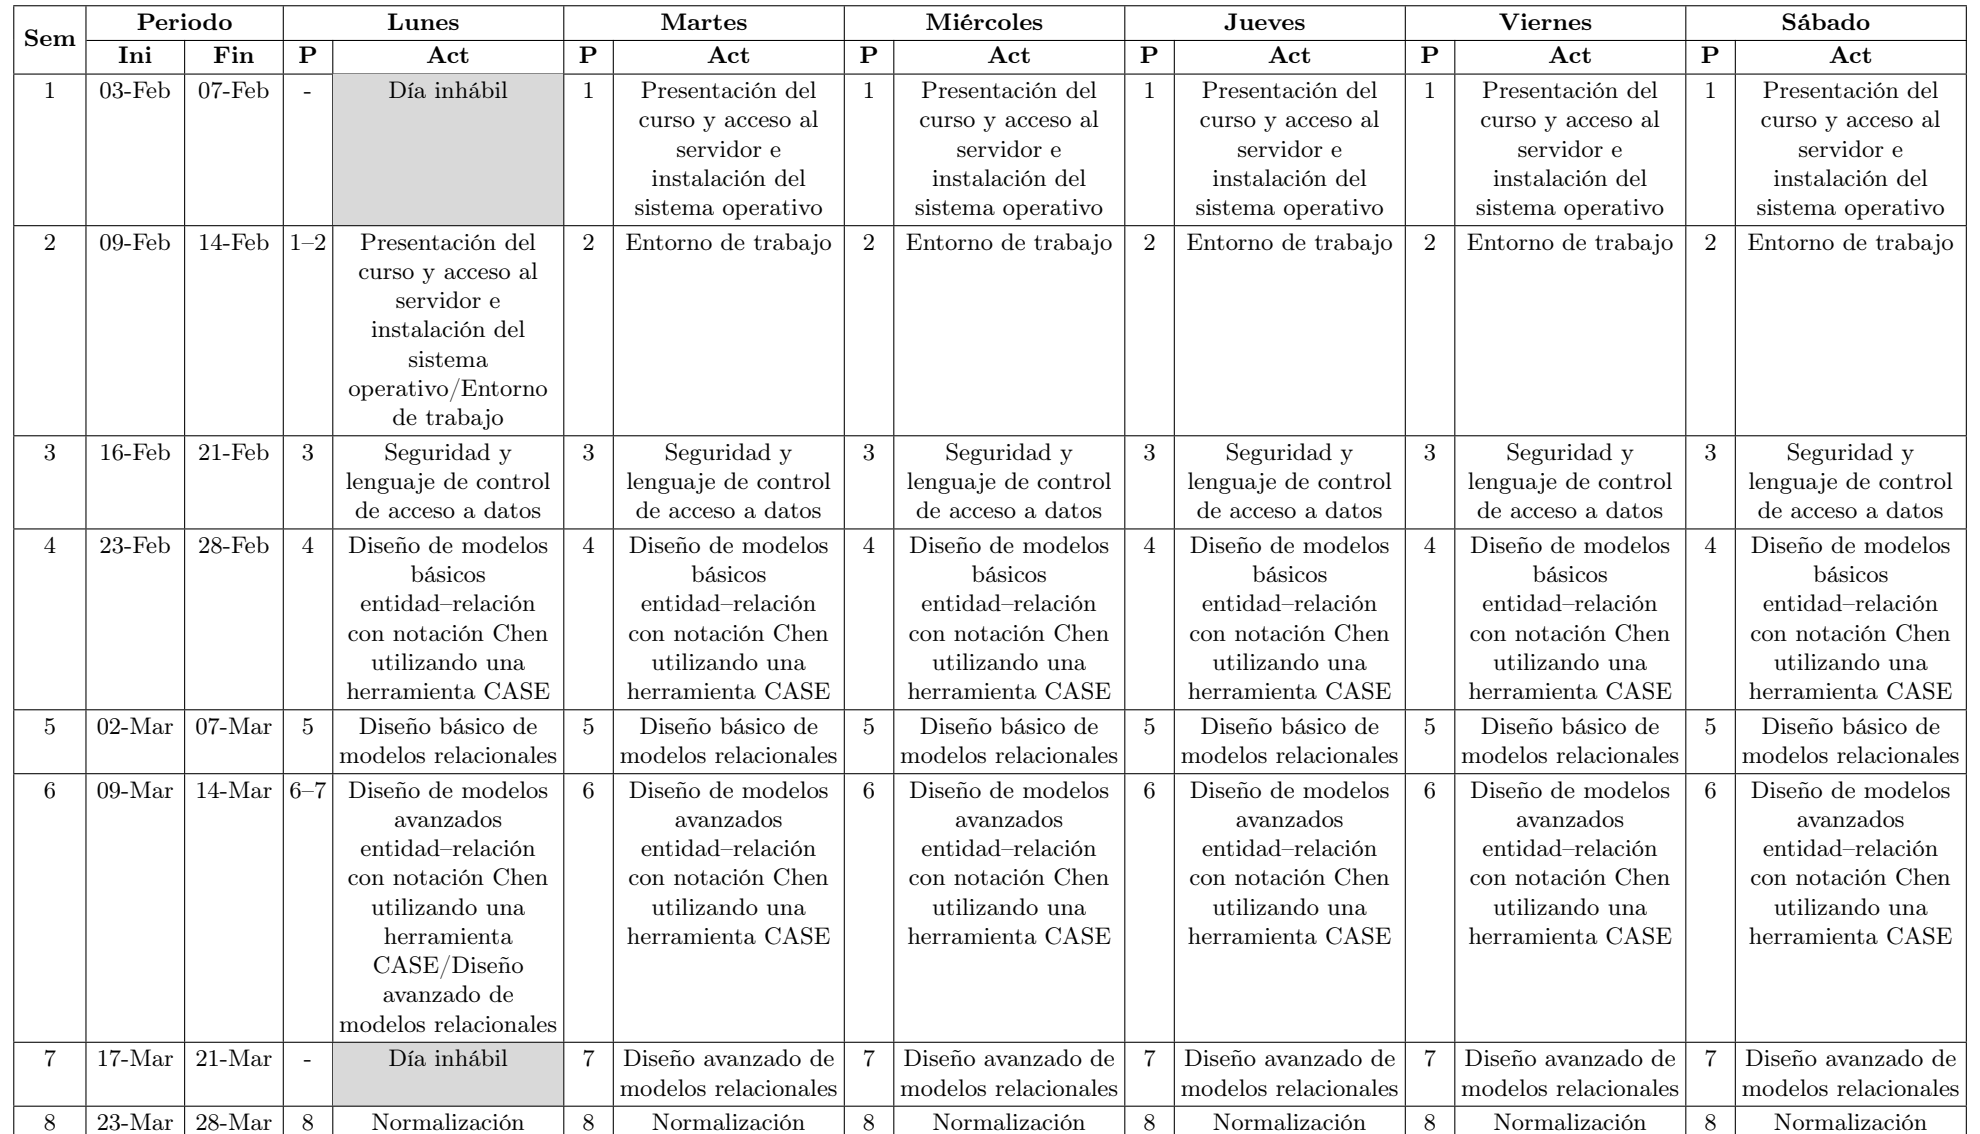 Sem Periodo Lunes Martes Miércoles Jueves Viernes Sábado
Ini Fin P Act P Act P Act P Act P Act P Act
1 03-Feb 07-Feb - Día inhábil 1 Presentación del 1 Presentación del 1 Presentación del 1 Presentación del 1 Presentación del
curso y acceso al curso y acceso al curso y acceso al curso y acceso al curso y acceso al
servidor e servidor e servidor e servidor e servidor e
instalación del instalación del instalación del instalación del instalación del
sistema operativo sistema operativo sistema operativo sistema operativo sistema operativo
2 09-Feb 14-Feb 1–2 Presentación del 2 Entorno de trabajo 2 Entorno de trabajo 2 Entorno de trabajo 2 Entorno de trabajo 2 Entorno de trabajo
curso y acceso al
servidor e
instalación del
sistema
operativo/Entorno
de trabajo
3 16-Feb 21-Feb 3 Seguridad y 3 Seguridad y 3 Seguridad y 3 Seguridad y 3 Seguridad y 3 Seguridad y
lenguaje de control lenguaje de control lenguaje de control lenguaje de control lenguaje de control lenguaje de control
de acceso a datos de acceso a datos de acceso a datos de acceso a datos de acceso a datos de acceso a datos
4 23-Feb 28-Feb 4 Diseño de modelos 4 Diseño de modelos 4 Diseño de modelos 4 Diseño de modelos 4 Diseño de modelos 4 Diseño de modelos
básicos básicos básicos básicos básicos básicos
entidad–relación entidad–relación entidad–relación entidad–relación entidad–relación entidad–relación
con notación Chen con notación Chen con notación Chen con notación Chen con notación Chen con notación Chen
utilizando una utilizando una utilizando una utilizando una utilizando una utilizando una
herramienta CASE herramienta CASE herramienta CASE herramienta CASE herramienta CASE herramienta CASE
5 02-Mar 07-Mar 5 Diseño básico de 5 Diseño básico de 5 Diseño básico de 5 Diseño básico de 5 Diseño básico de 5 Diseño básico de
modelos relacionales modelos relacionales modelos relacionales modelos relacionales modelos relacionales modelos relacionales
6 09-Mar 14-Mar 6–7 Diseño de modelos 6 Diseño de modelos 6 Diseño de modelos 6 Diseño de modelos 6 Diseño de modelos 6 Diseño de modelos
avanzados avanzados avanzados avanzados avanzados avanzados
entidad–relación entidad–relación entidad–relación entidad–relación entidad–relación entidad–relación
con notación Chen con notación Chen con notación Chen con notación Chen con notación Chen con notación Chen
utilizando una utilizando una utilizando una utilizando una utilizando una utilizando una
herramienta herramienta CASE herramienta CASE herramienta CASE herramienta CASE herramienta CASE
CASE/Diseño
avanzado de
modelos relacionales
7 17-Mar 21-Mar - Día inhábil 7 Diseño avanzado de 7 Diseño avanzado de 7 Diseño avanzado de 7 Diseño avanzado de 7 Diseño avanzado de
modelos relacionales modelos relacionales modelos relacionales modelos relacionales modelos relacionales
8 23-Mar 28-Mar 8 Normalización 8 Normalización 8 Normalización 8 Normalización 8 Normalización 8 Normalización